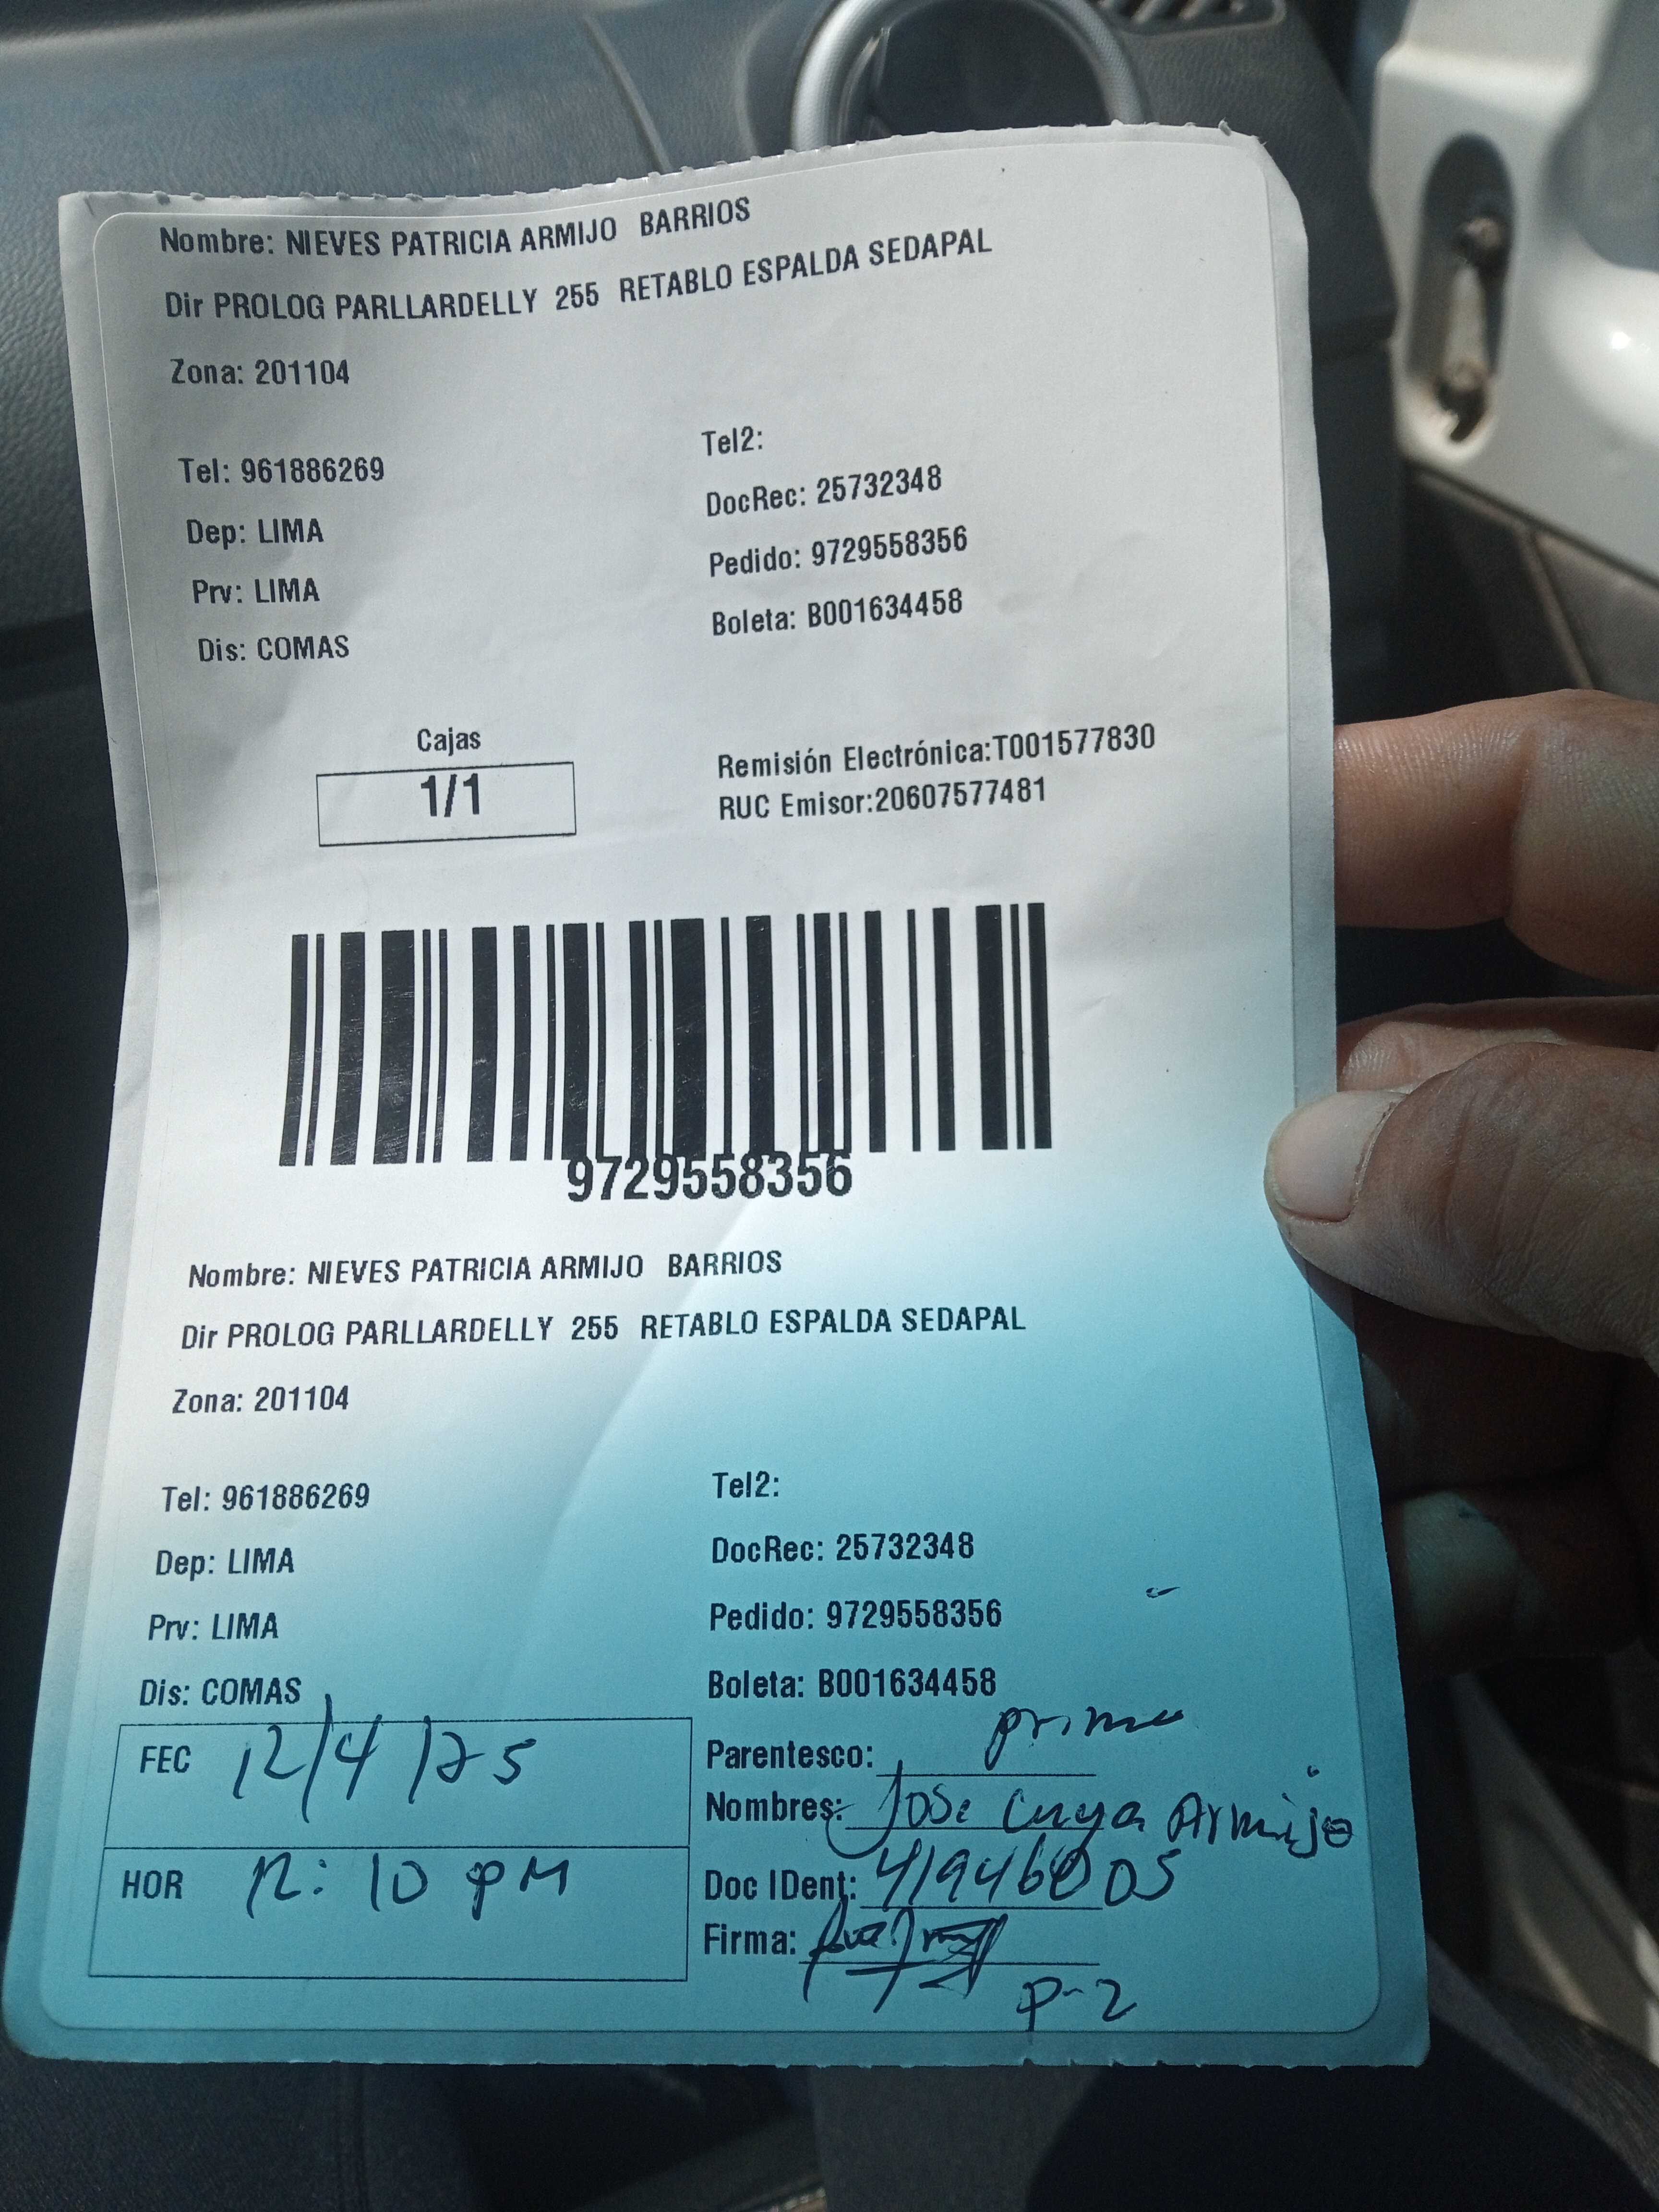 Nombre: NIEVES PATRICIA ARMIJO BARRIOS
Dir PROLOG PARLLARDELLY 255 RETABLO ESPALDA SEDAPAL
Zona: 201104
Tel: 961886269
Tel2:
Dep: LIMA
DocRec: 25732348
Prv: LIMA
Pedido: 9729558356
Dis: COMAS
Boleta: B001634458
Cajas
1/1
Remisión Electrónica:T001577830
RUC Emisor:20607577481
9729558356
Nombre: NIEVES PATRICIA ARMIJO BARRIOS
Dir PROLOG PARLLARDELLY 255 RETABLO ESPALDA SEDAPAL
Zona: 201104
Tel: 961886269
Tel2:
Dep: LIMA
DocRec: 25732348
Prv: LIMA
Pedido: 9729558356
Dis: COMAS
Boleta: B001634458
FEC 12/4/25
Parentesco: primo
Nombres: Jose Cuya Armijo
HOR 12:10 PM
Doc IDent:
Firma:
P-2